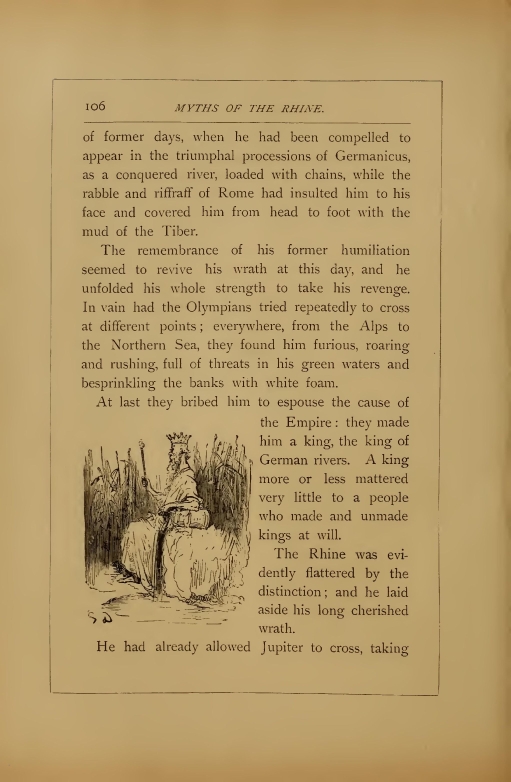 106
MYTHS OF THE RHINE.
of former days, when he had been compelled to
appear in the triumphal processions of Germanicus,
as a conquered river, loaded with chains, while the
rabble and riffraff of Rome had insulted him to his
face and covered him from head to foot with the
mud of the Tiber.
The remembrance of his former humiliation
seemed to revive his wrath at this day, and he
unfolded his whole strength to take his revenge.
In vain had the Olympians tried repeatedly to cross
at different points; everywhere, from the Alps to
the Northern Sea, they found him furious, roaring
and rushing, full of threats in his green waters and
besprinkling the banks with white foam.
At last they bribed him to espouse the cause of
the Empire: they made
him a king, the king of
German rivers. A king
more or less mattered
very little to a people
who made and unmade
kings at will.
The Rhine was evi-
dently flattered by the
distinction; and he laid
aside his long cherished
wrath.
He had already allowed Jupiter to cross, taking